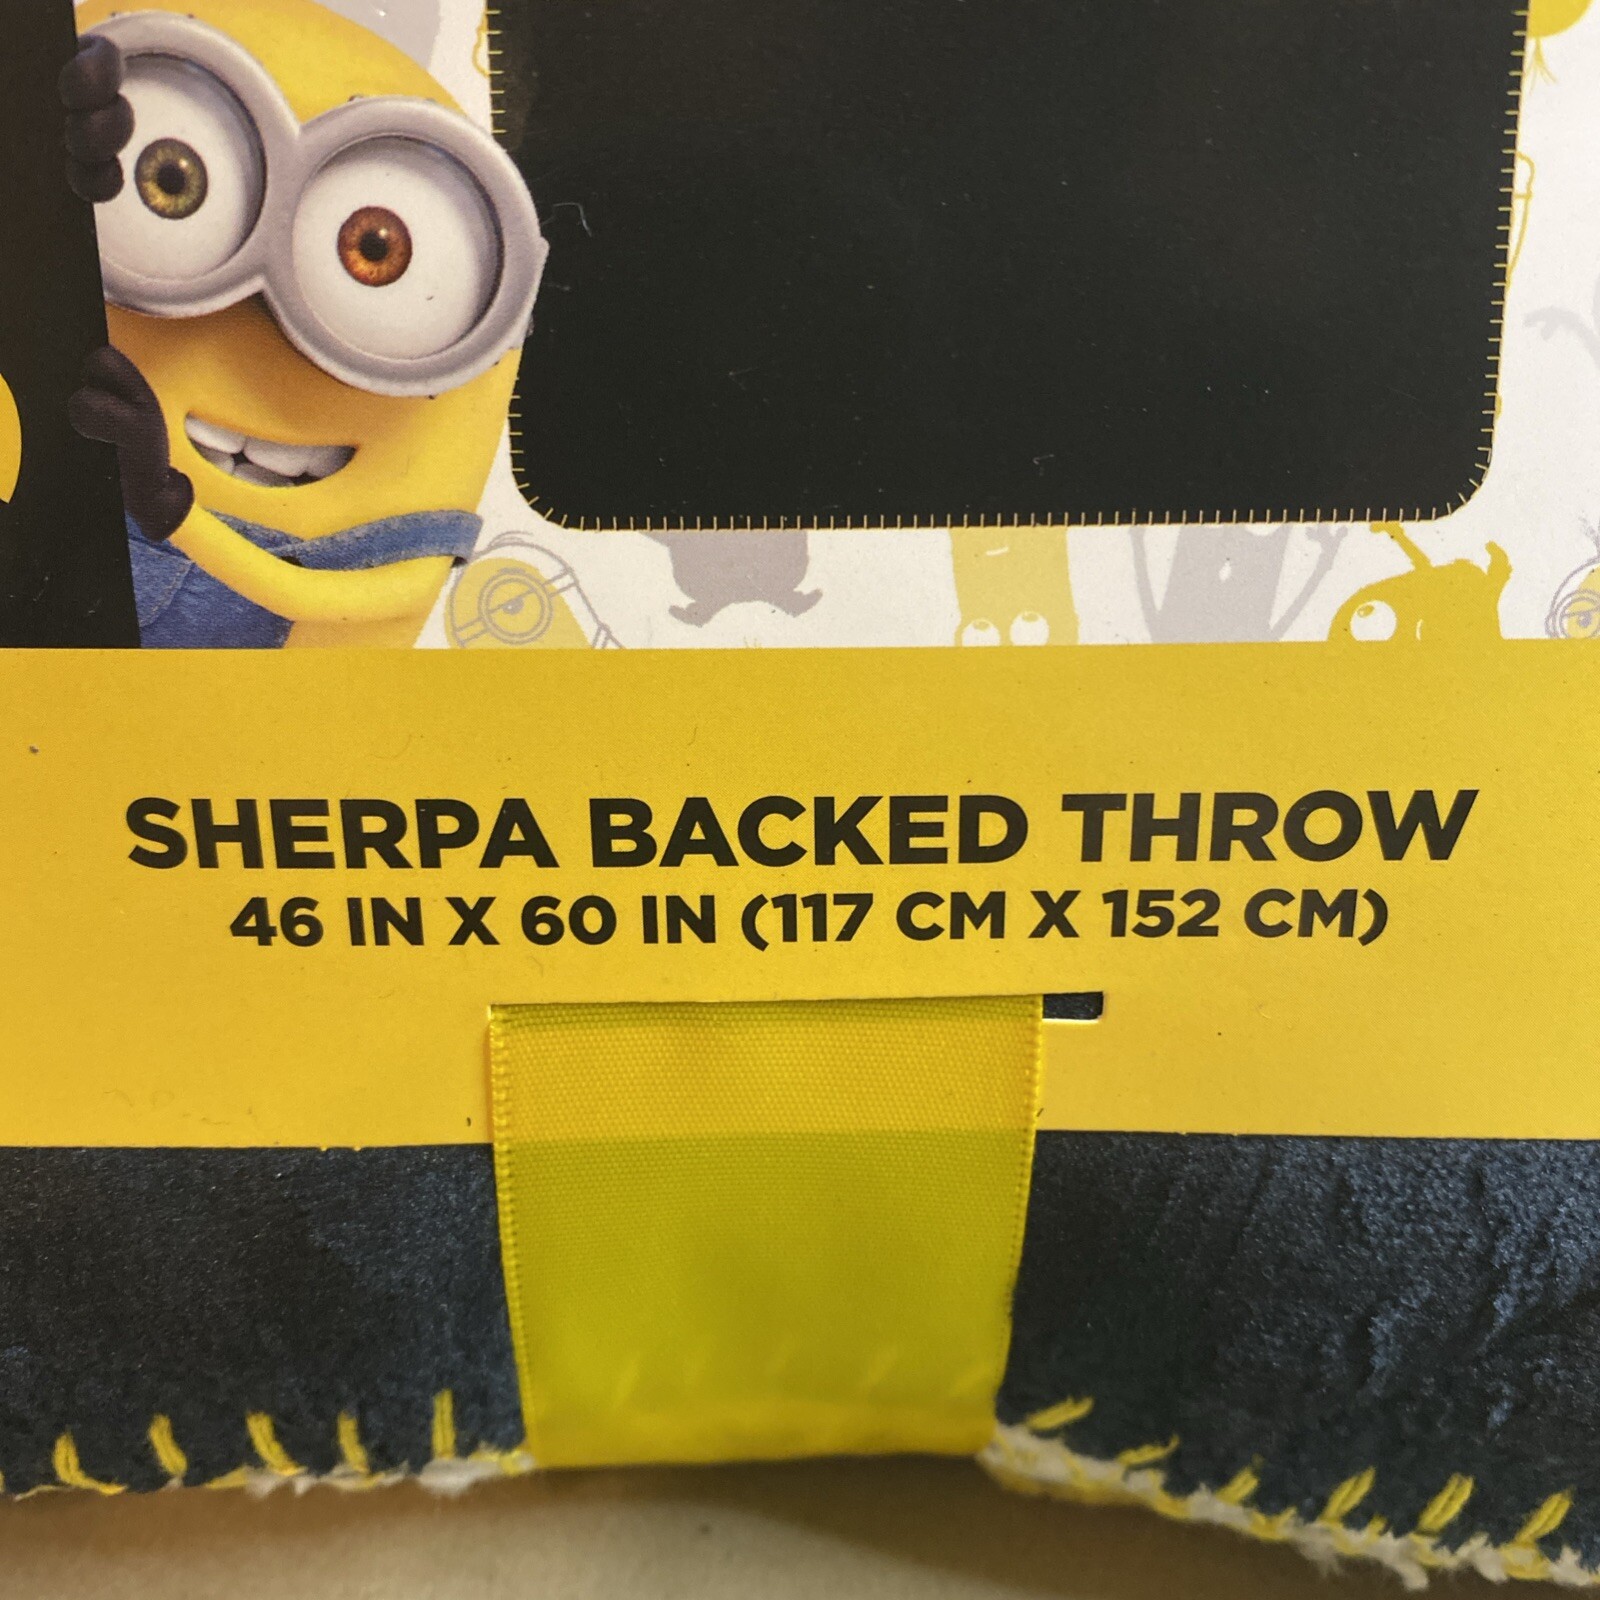 SHERPA BACKED THROW
46 IN X 60 IN (117 CM X 152 CM)